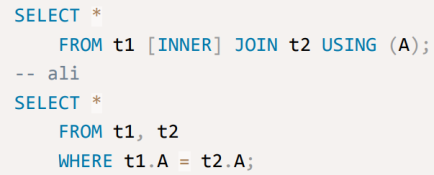 SELECT *
FROM t1 [INNER] JOIN t2 USING (A);
-- ali
SELECT *
FROM t1, t2
WHERE t1.A = t2.A;